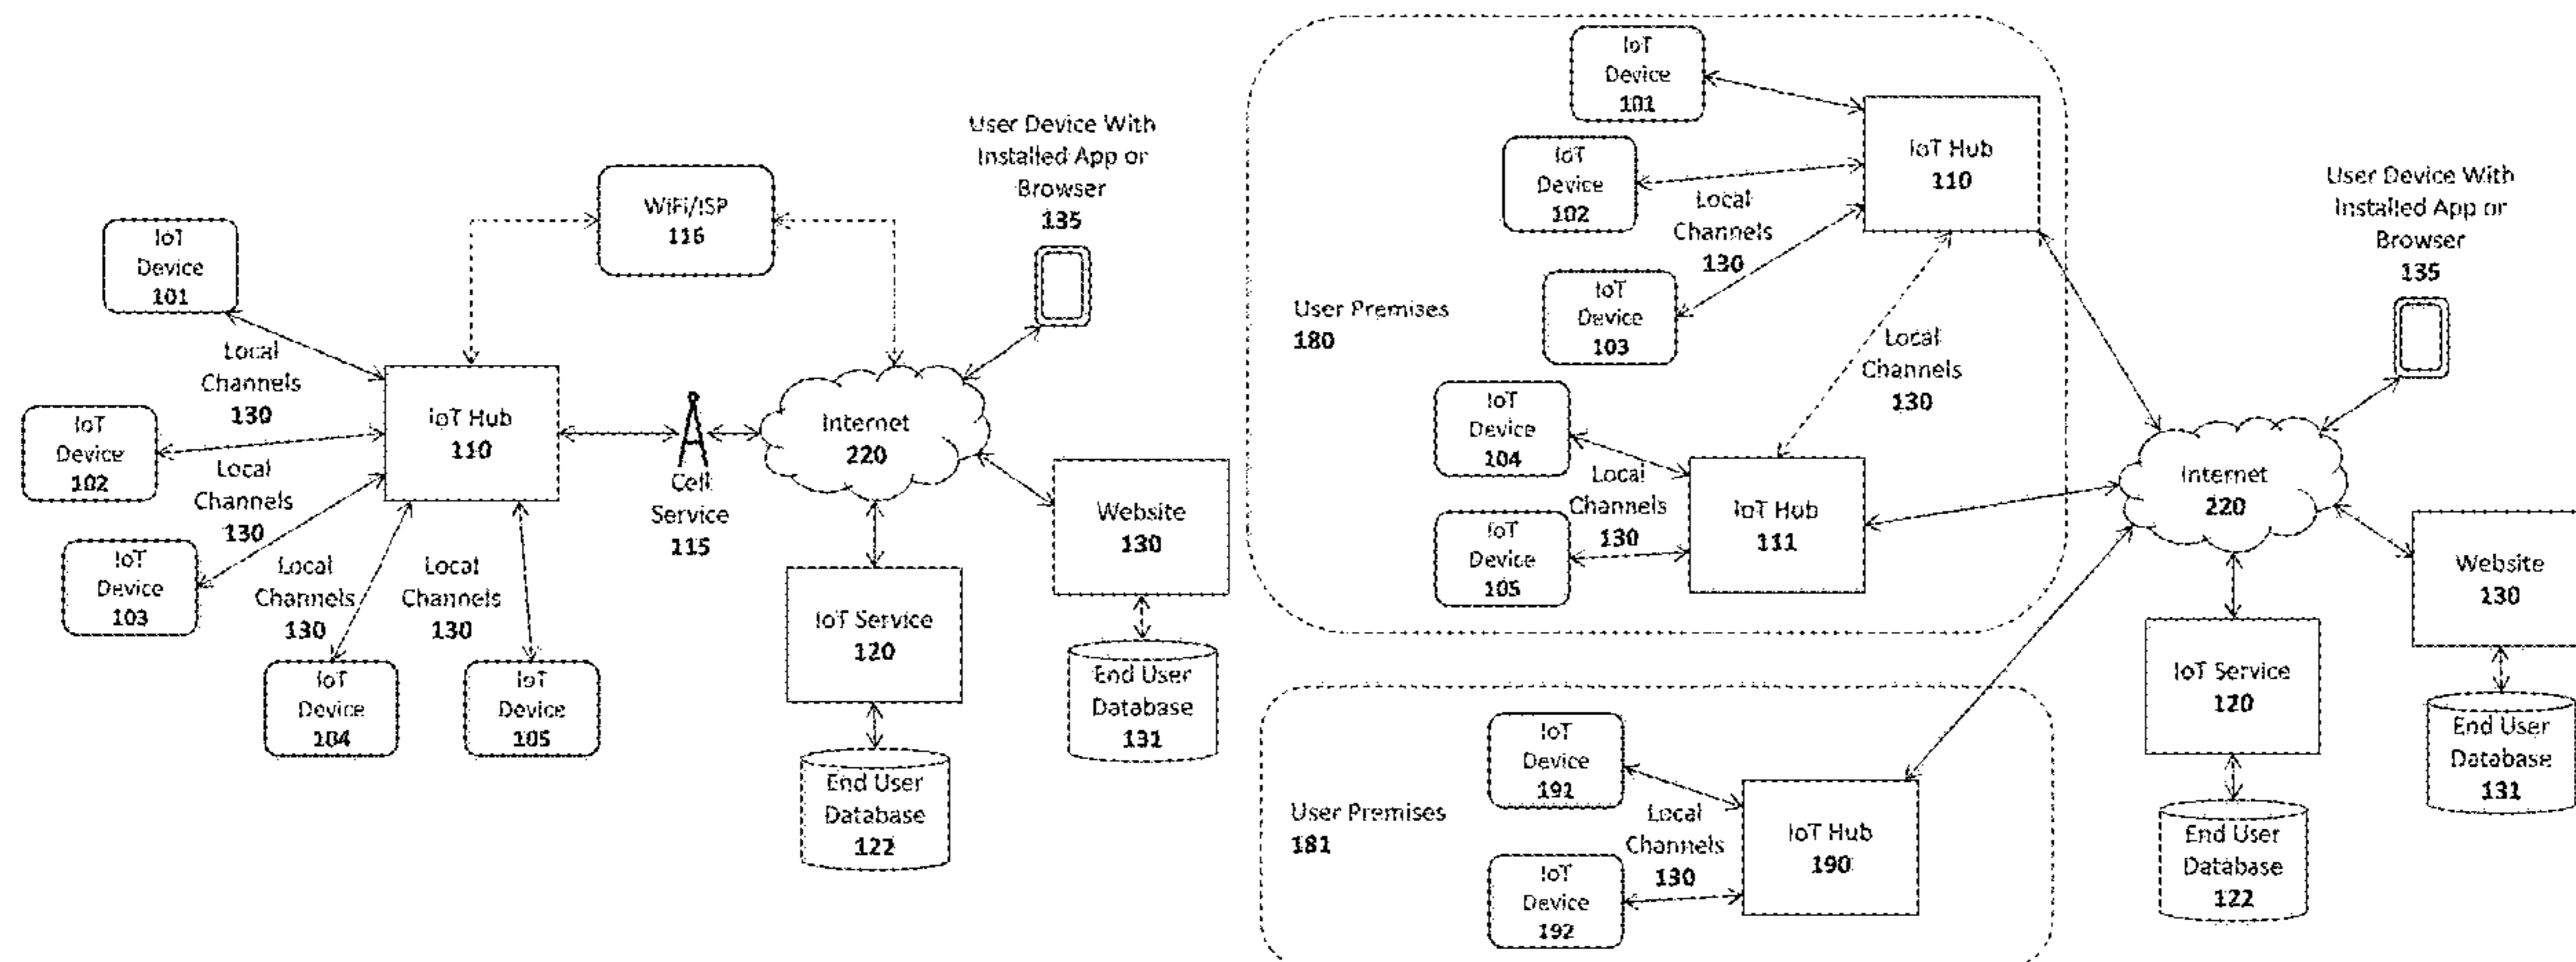 IoT
Device
101
Local
Channels
130
IoT
Device
102
Local
Channels
130
IoT
Device
103
Local
Channels
130
Local
Channels
130
IoT
Device
104
IoT
Device
105
IoT Hub
110
WiFi/ISP
116
Cell
Service
115
User Device With
Installed App or
Browser
135
Internet
220
Website
130
IoT Service
120
End User
Database
131
End User
Database
122
IoT
Device
101
IoT
Device
102
Local
Channels
130
IoT
Device
103
IoT Hub
110
User Premises
180
Local
Channels
130
IoT
Device
104
Local
Channels
130
IoT
Device
105
IoT Hub
111
User Premises
181
IoT
Device
191
Local
Channels
130
IoT
Device
192
IoT Hub
190
User Device With
Installed App or
Browser
135
Internet
220
Website
130
IoT Service
120
End User
Database
131
End User
Database
122